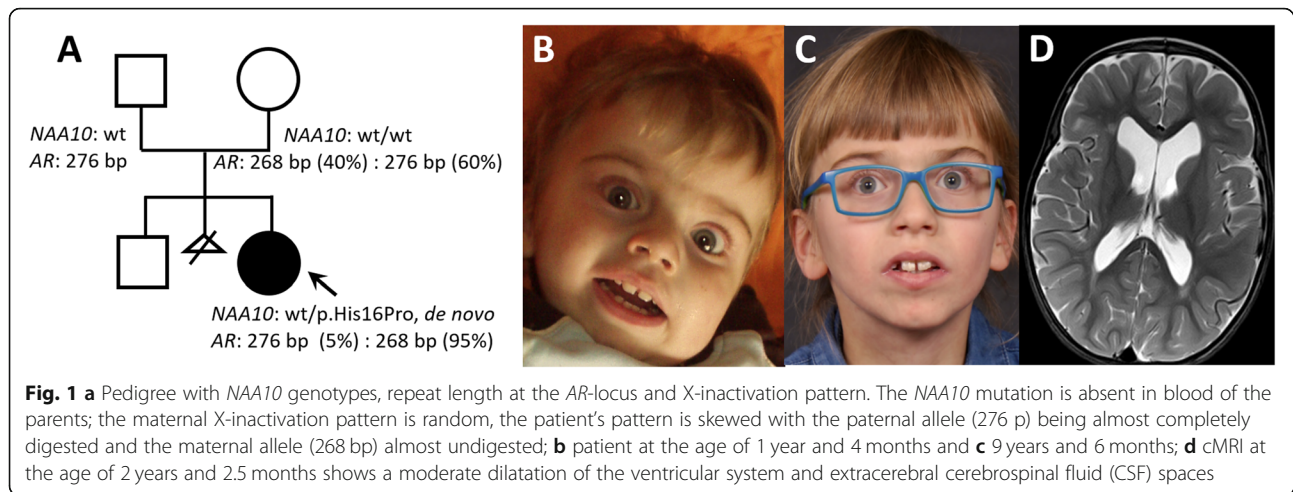 A
B
C
D
NAA10: wt
AR: 276 bp
NAA10: wt/wt
AR: 268 bp (40%) : 276 bp (60%)
NAA10: wt/p.His16Pro, de novo
AR: 276 bp (5%) : 268 bp (95%)
Fig. 1 a Pedigree with NAA10 genotypes, repeat length at the AR-locus and X-inactivation pattern. The NAA10 mutation is absent in blood of the
parents; the maternal X-inactivation pattern is random, the patient's pattern is skewed with the paternal allele (276 p) being almost completely
digested and the maternal allele (268 bp) almost undigested; b patient at the age of 1 year and 4 months and c 9 years and 6 months; d cMRI at
the age of 2 years and 2.5 months shows a moderate dilatation of the ventricular system and extracerebral cerebrospinal fluid (CSF) spaces